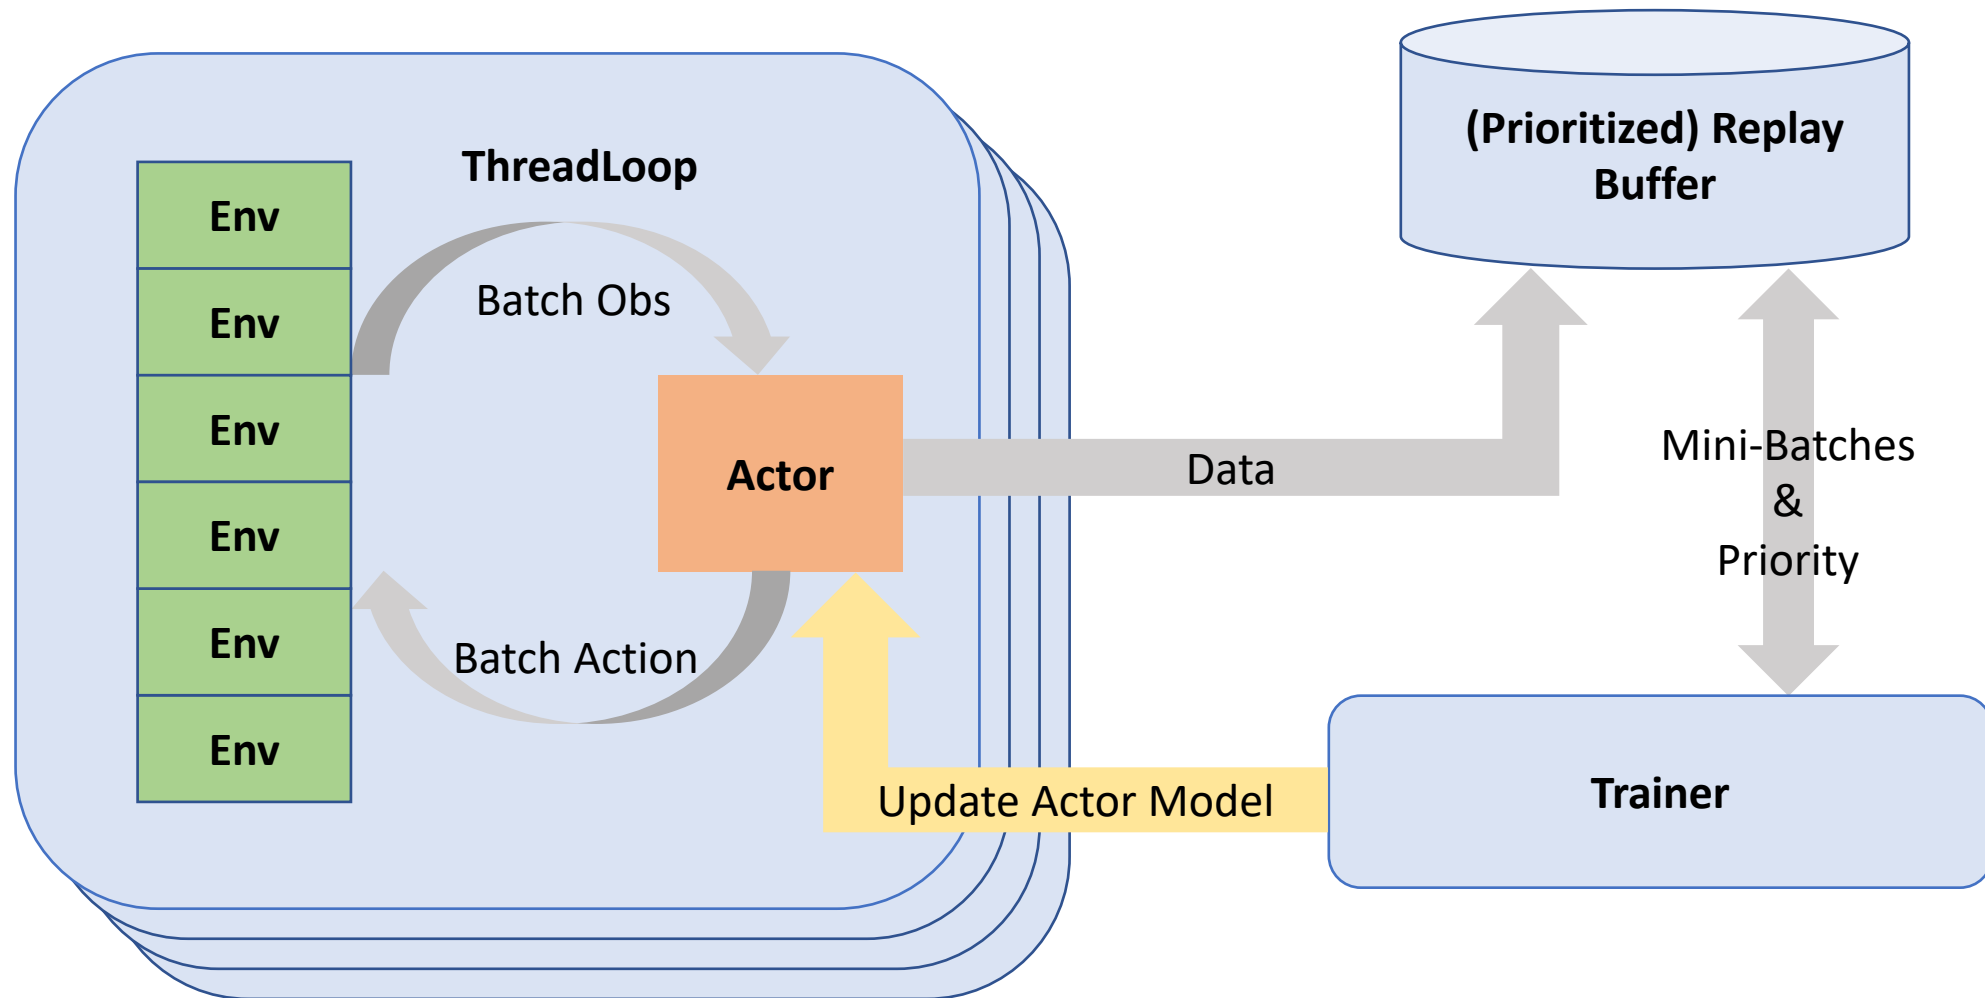 ThreadLoop
Env
Env
Env
Env
Env
Env
Batch Obs
Actor
Batch Action
Data
Update Actor Model
(Prioritized) Replay
Buffer
Mini-Batches
&
Priority
Trainer